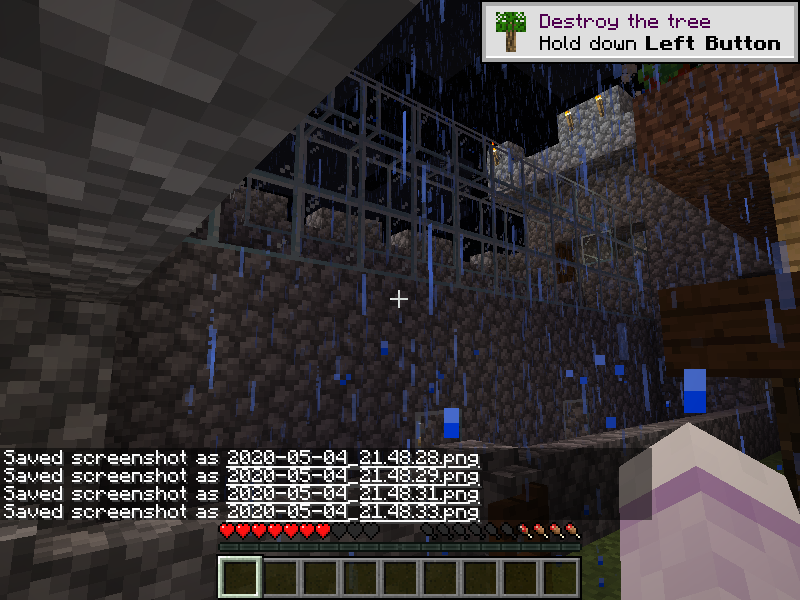 Destroy the tree
Hold down Left Button
Saved screenshot as 2020-05-04_21.48.28.png
Saved screenshot as 2020-05-04_21.48.29.png
Saved screenshot as 2020-05-04_21.48.31.png
Saved screenshot as 2020-05-04_21.48.33.png